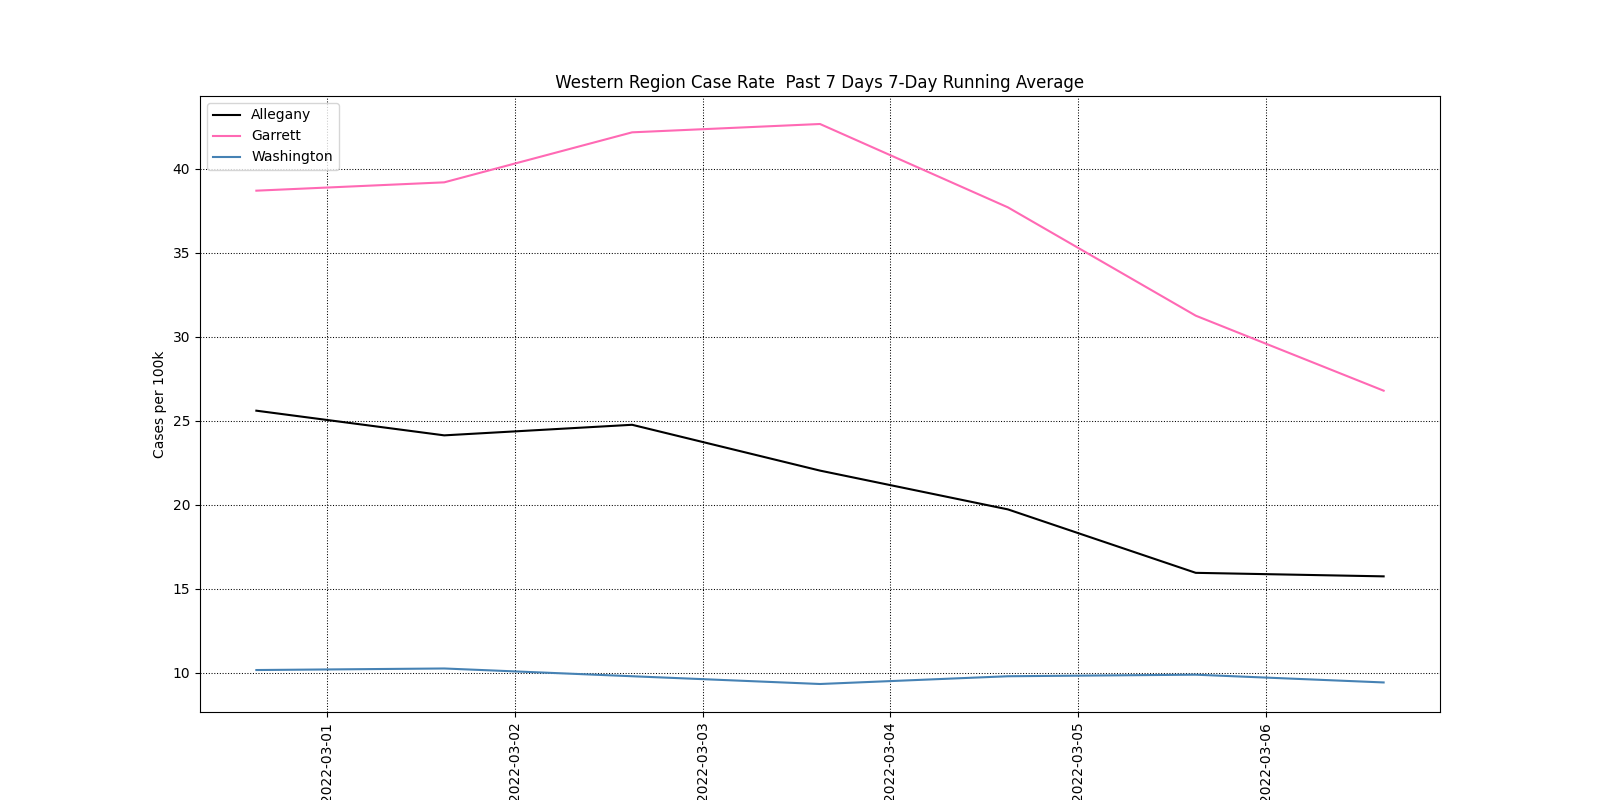 Western Region Case Rate  Past 7 Days 7-Day Running Average
Allegany
Garrett
Washington
Cases per 100k
40
35
30
25
20
15
10
2022-03-01
2022-03-02
2022-03-03
2022-03-04
2022-03-05
2022-03-06